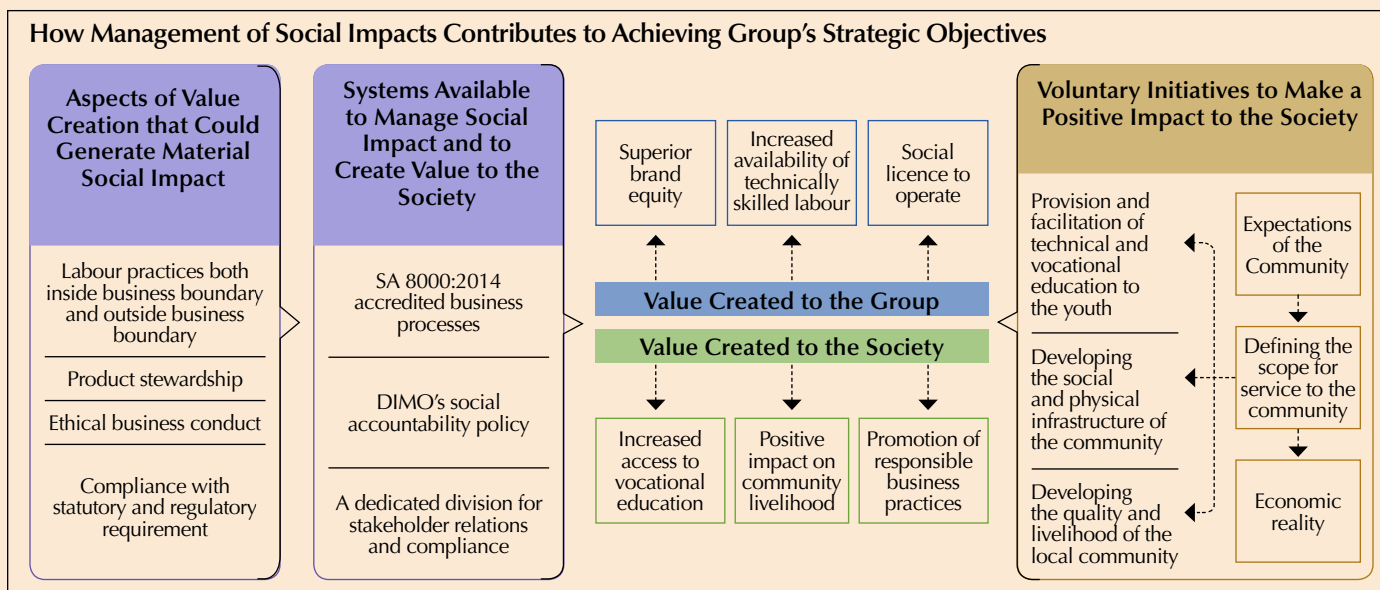 How Management of Social Impacts Contributes to Achieving Group's Strategic Objectives
Aspects of Value
Creation that Could
Generate Material
Social Impact
Labour practices both
inside business boundary
and outside business
boundary
Product stewardship
Ethical business conduct
Compliance with
statutory and regulatory
requirement
Systems Available
to Manage Social
Impact and to
Create Value to the
Society
SA 8000:2014
accredited business
processes
DIMO's social
accountability policy
A dedicated division for
stakeholder relations
and compliance
Superior
brand
equity
Increased
availability of
technically
skilled labour
Social
licence to
operate
Value Created to the Group
Value Created to the Society
Increased
access to
vocational
education
Positive
impact on
community
livelihood
Promotion of
responsible
business
practices
Voluntary Initiatives to Make a
Positive Impact to the Society
Provision and
facilitation of
technical and
vocational
education to
the youth
Developing
the social
and physical
infrastructure of
the community
Developing
the quality and
livelihood of the
local community
Expectations
of the
Community
Defining the
scope for
service to the
community
Economic
reality